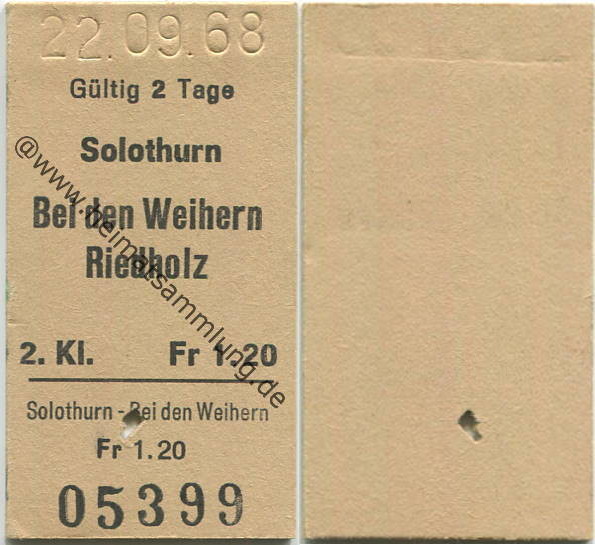 22.09.68
Gültig 2 Tage
Solothurn
Bei den Weihern
Riedholz
2. Kl. Fr 1.20
Solothurn - Bei den Weihern
Fr 1.20
05399
@www.heimatsammlung.de